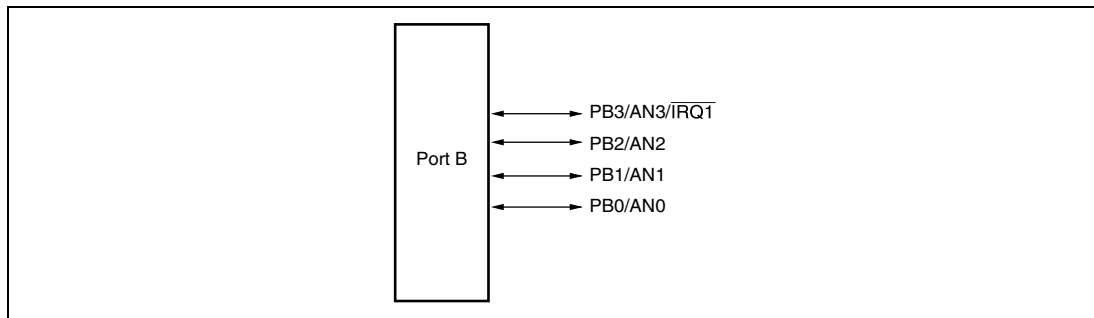 Port B
PB3/AN3/IRQ1
PB2/AN2
PB1/AN1
PB0/AN0